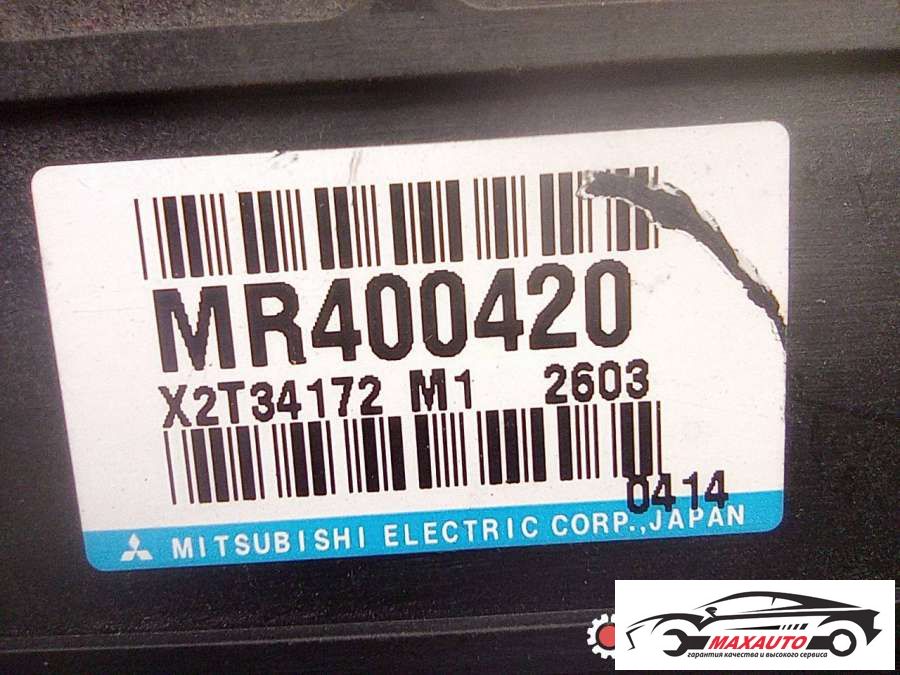 MR400420
X2T34172 M1 2603
0414
MITSUBISHI ELECTRIC CORP., JAPAN
MAXAUTO
гарантия качества и высокого сервиса